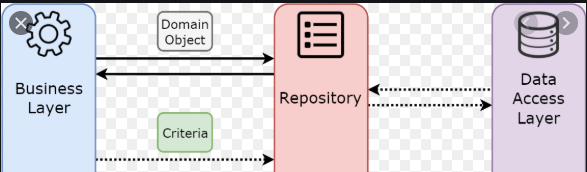 Domain
Object
Business
Layer
Repository
Data
Access
Layer
Criteria